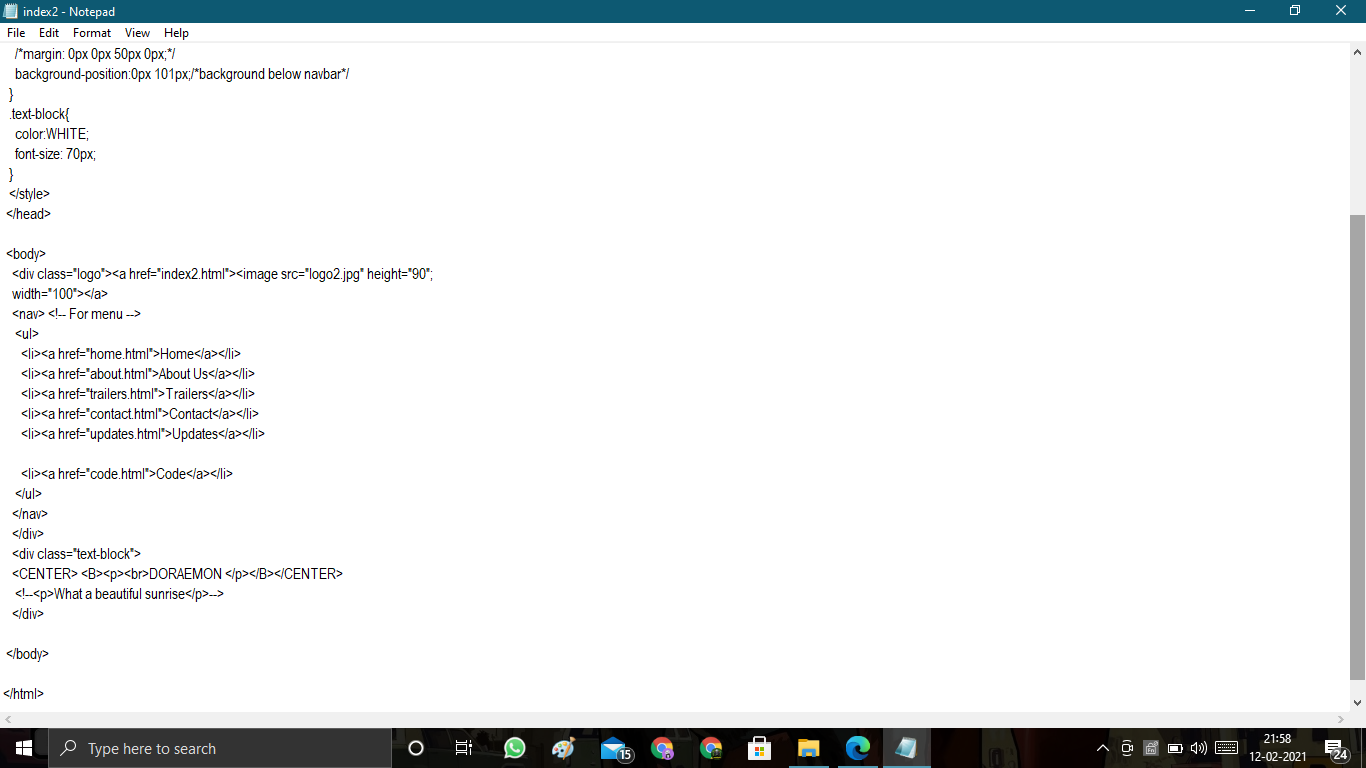 index2 - Notepad
File Edit Format View Help
/*margin: 0px 0px 50px 0px;*/
background-position:0px 101px;/*background below navbar*/
}
.text-block{
color:WHITE;
font-size: 70px;
}
</style>
</head>
<body>
<div class="logo"><a href="index2.html"><image src="logo2.jpg" height="90";
width="100"></a>
<nav> <!-- For menu -->
<ul>
<li><a href="home.html">Home</a></li>
<li><a href="about.html">About Us</a></li>
<li><a href="trailers.html">Trailers</a></li>
<li><a href="contact.html">Contact</a></li>
<li><a href="updates.html">Updates</a></li>
<li><a href="code.html">Code</a></li>
</ul>
</nav>
</div>
<div class="text-block">
<CENTER> <B><p><br>DORAEMON </p></B></CENTER>
<!--<p>What a beautiful sunrise</p>-->
</div>
</body>
</html>
Type here to search
15
21:58
12-02-2021
24